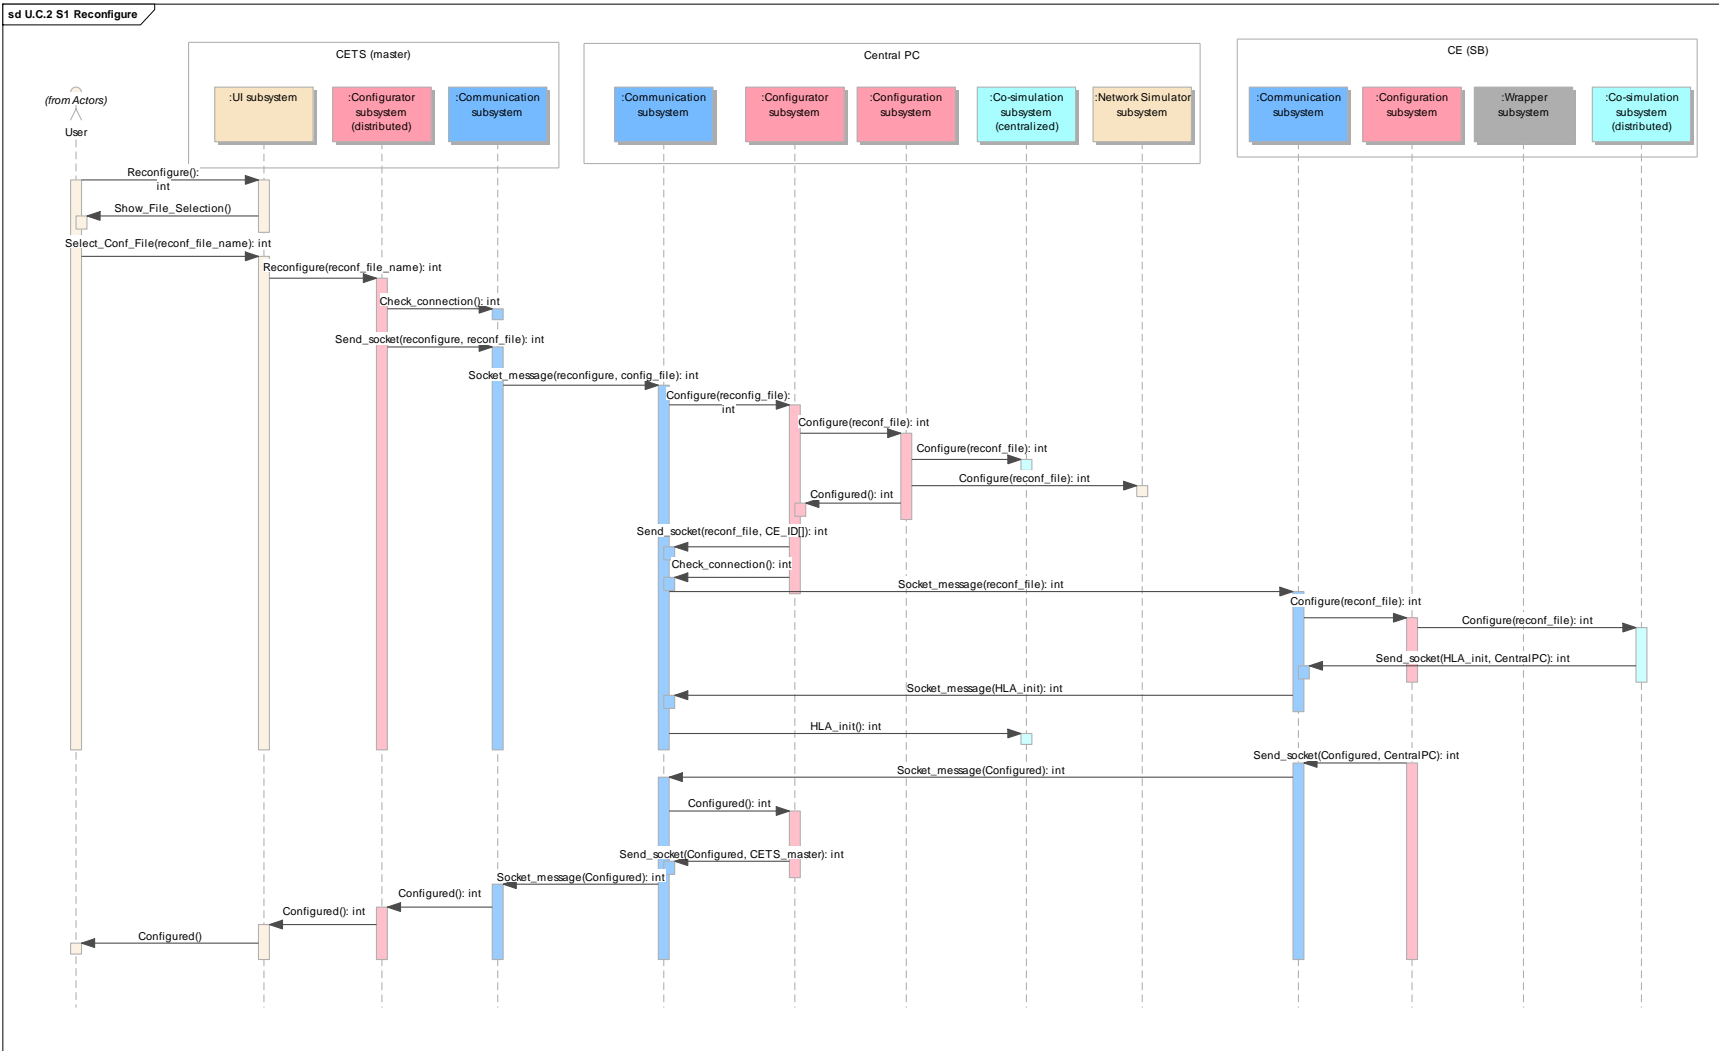 sd U.C.2 S1 Reconfigure
CETS (master)
Central PC
CE (SB)
(from Actors)
User
:UI subsystem
:Configurator
subsystem
(distributed)
:Communication
subsystem
:Communication
subsystem
:Configurator
subsystem
:Configuration
subsystem
:Co-simulation
subsystem
(centralized)
:Network Simulator
subsystem
:Communication
subsystem
:Configuration
subsystem
:Wrapper
subsystem
:Co-simulation
subsystem
(distributed)
Reconfigure():
int
Show_File_Selection()
Select_Conf_File(reconf_file_name): int
Reconfigure(reconf_file_name): int
Check_connection(): int
Send_socket(reconfigure, reconf_file): int
Socket_message(reconfigure, config_file): int
Configure(reconfig_file):
int
Configure(reconf_file): int
Configure(reconf_file): int
Configure(reconf_file): int
Configured(): int
Send_socket(reconf_file, CE_ID[]): int
Check_connection(): int
Socket_message(reconf_file): int
Configure(reconf_file): int
Configure(reconf_file): int
Send_socket(HLA_init, CentralPC): int
Socket_message(HLA_init): int
HLA_init(): int
Send_socket(Configured, CentralPC): int
Socket_message(Configured): int
Configured(): int
Send_socket(Configured, CETS_master): int
Socket_message(Configured): int
Configured(): int
Configured(): int
Configured()